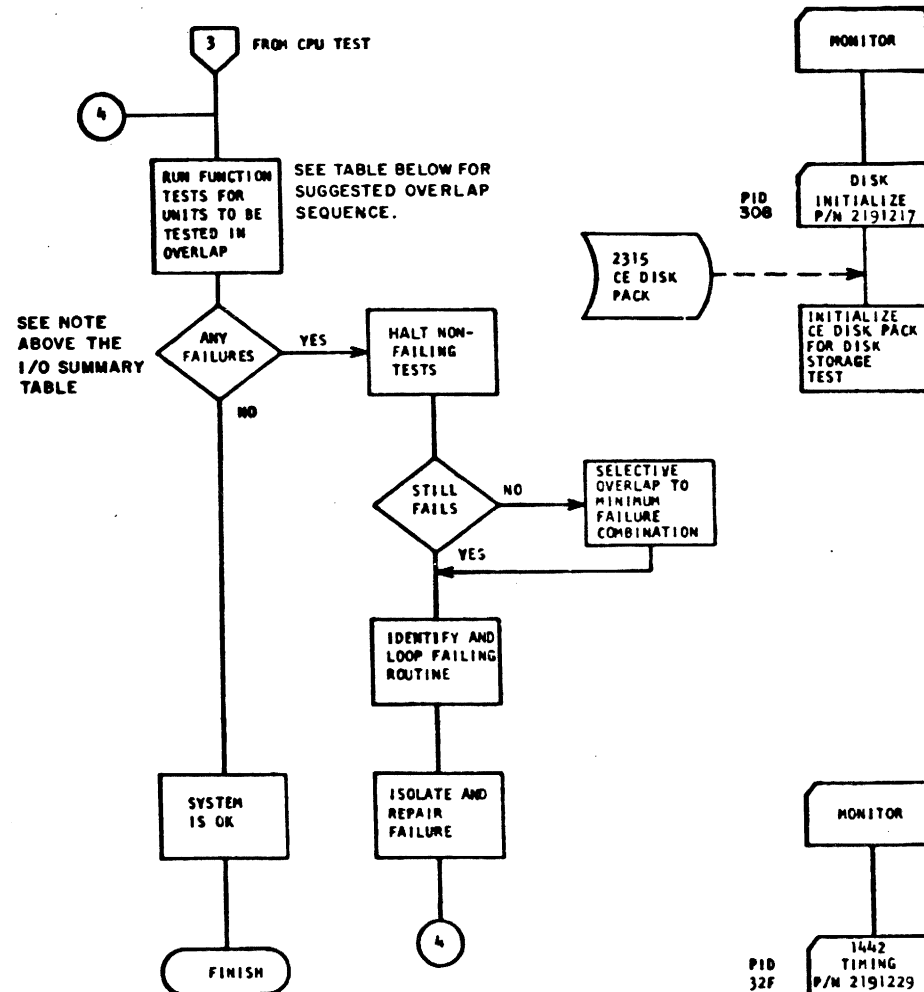 3
FROM CPU TEST
4
RUN FUNCTION
TESTS FOR
UNITS TO BE
TESTED IN
OVERLAP
SEE TABLE BELOW FOR
SUGGESTED OVERLAP
SEQUENCE.
SEE NOTE
ABOVE THE
I/O SUMMARY
TABLE
ANY
FAILURES
YES
NO
HALT NON-
FAILING
TESTS
STILL
FAILS
NO
YES
SELECTIVE
OVERLAP TO
MINIMUM
FAILURE
COMBINATION
IDENTIFY AND
LOOP FAILING
ROUTINE
ISOLATE AND
REPAIR
FAILURE
4
SYSTEM
IS OK
FINISH
MONITOR
PID
308
DISK
INITIALIZE
P/N 2191217
2315
CE DISK
PACK
INITIALIZE
CE DISK PACK
FOR DISK
STORAGE
TEST
MONITOR
PID
32F
1442
TIMING
P/N 2191229